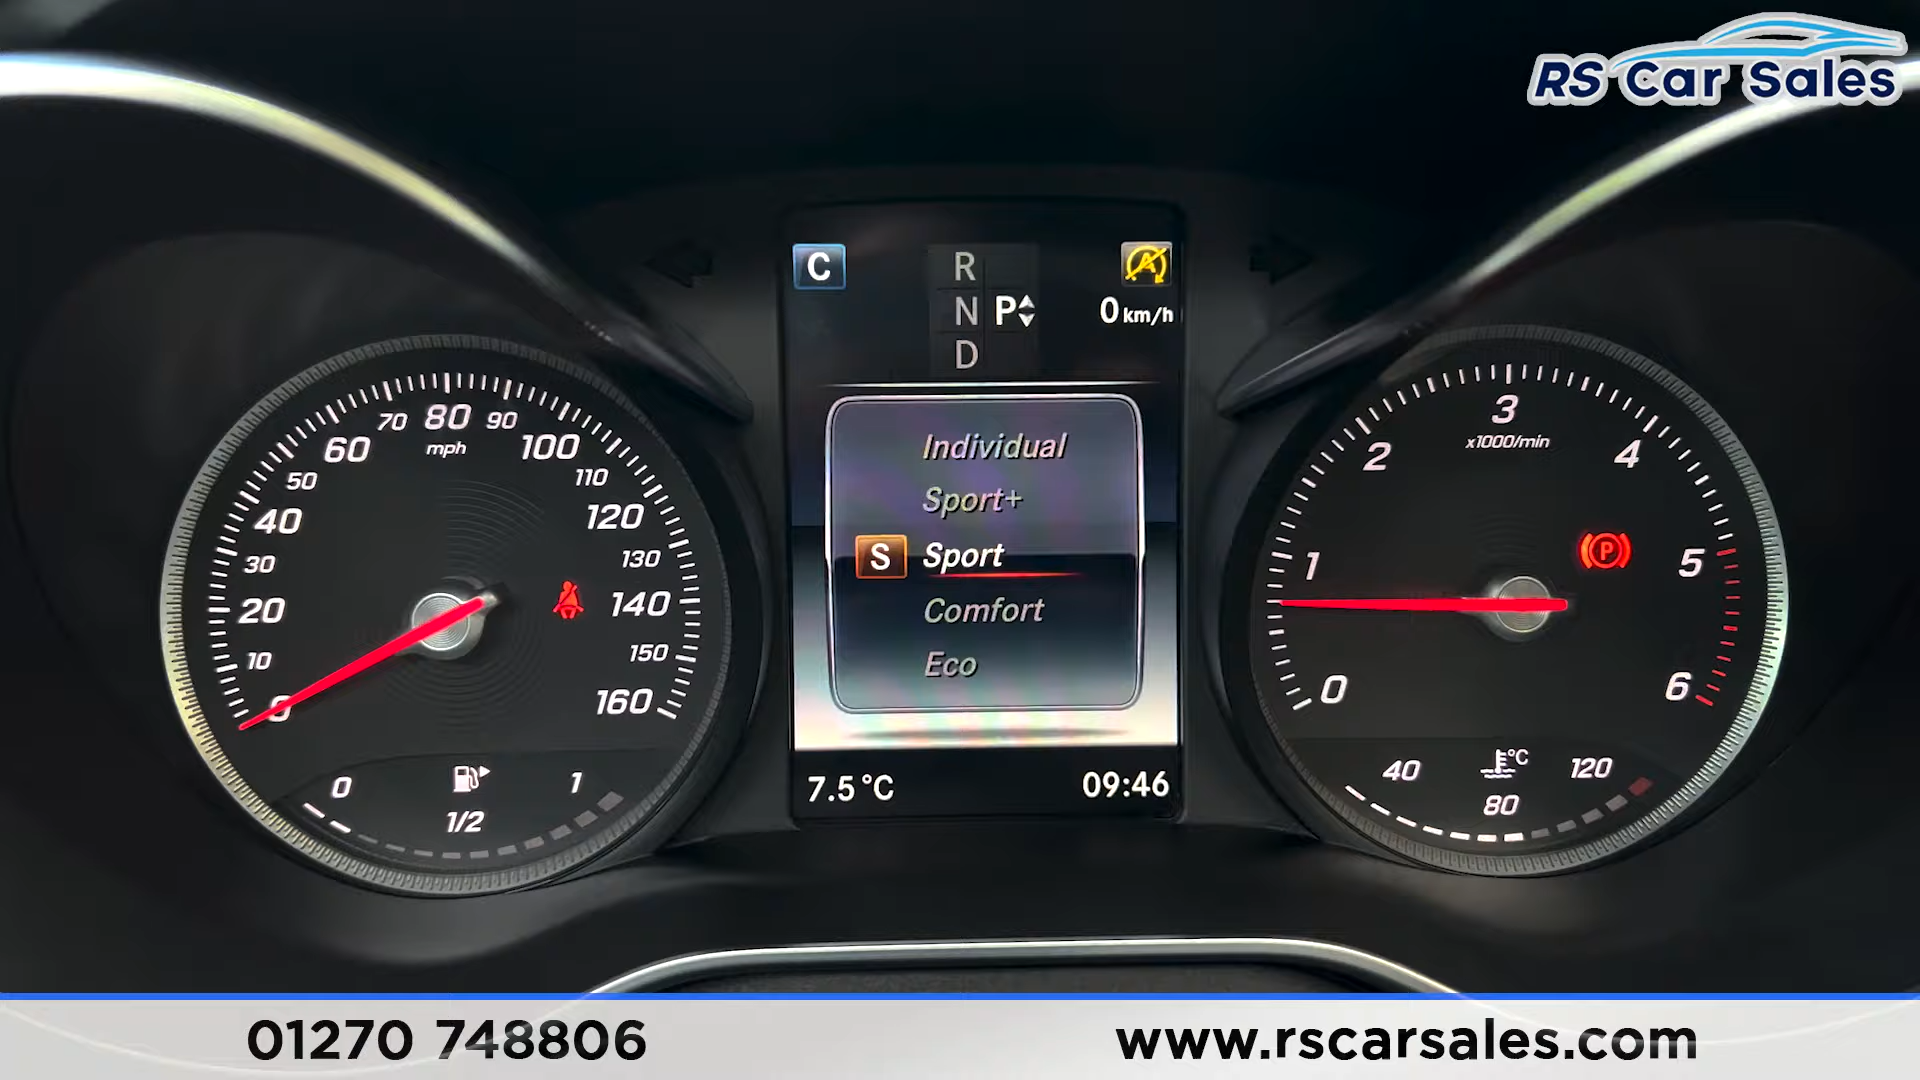 RS Car Sales
C
R
N P
D
A
0 km/h
Individual
Sport+
S Sport
Comfort
Eco
7.5 °C
09:46
0
10
20
30
40
50
60
70
80
90
100
110
120
130
140
150
160
mph
0
1/2
1
0
1
2
3
4
5
6
x1000/min
P
40
80
120
°C
01270 748806
www.rscarsales.com